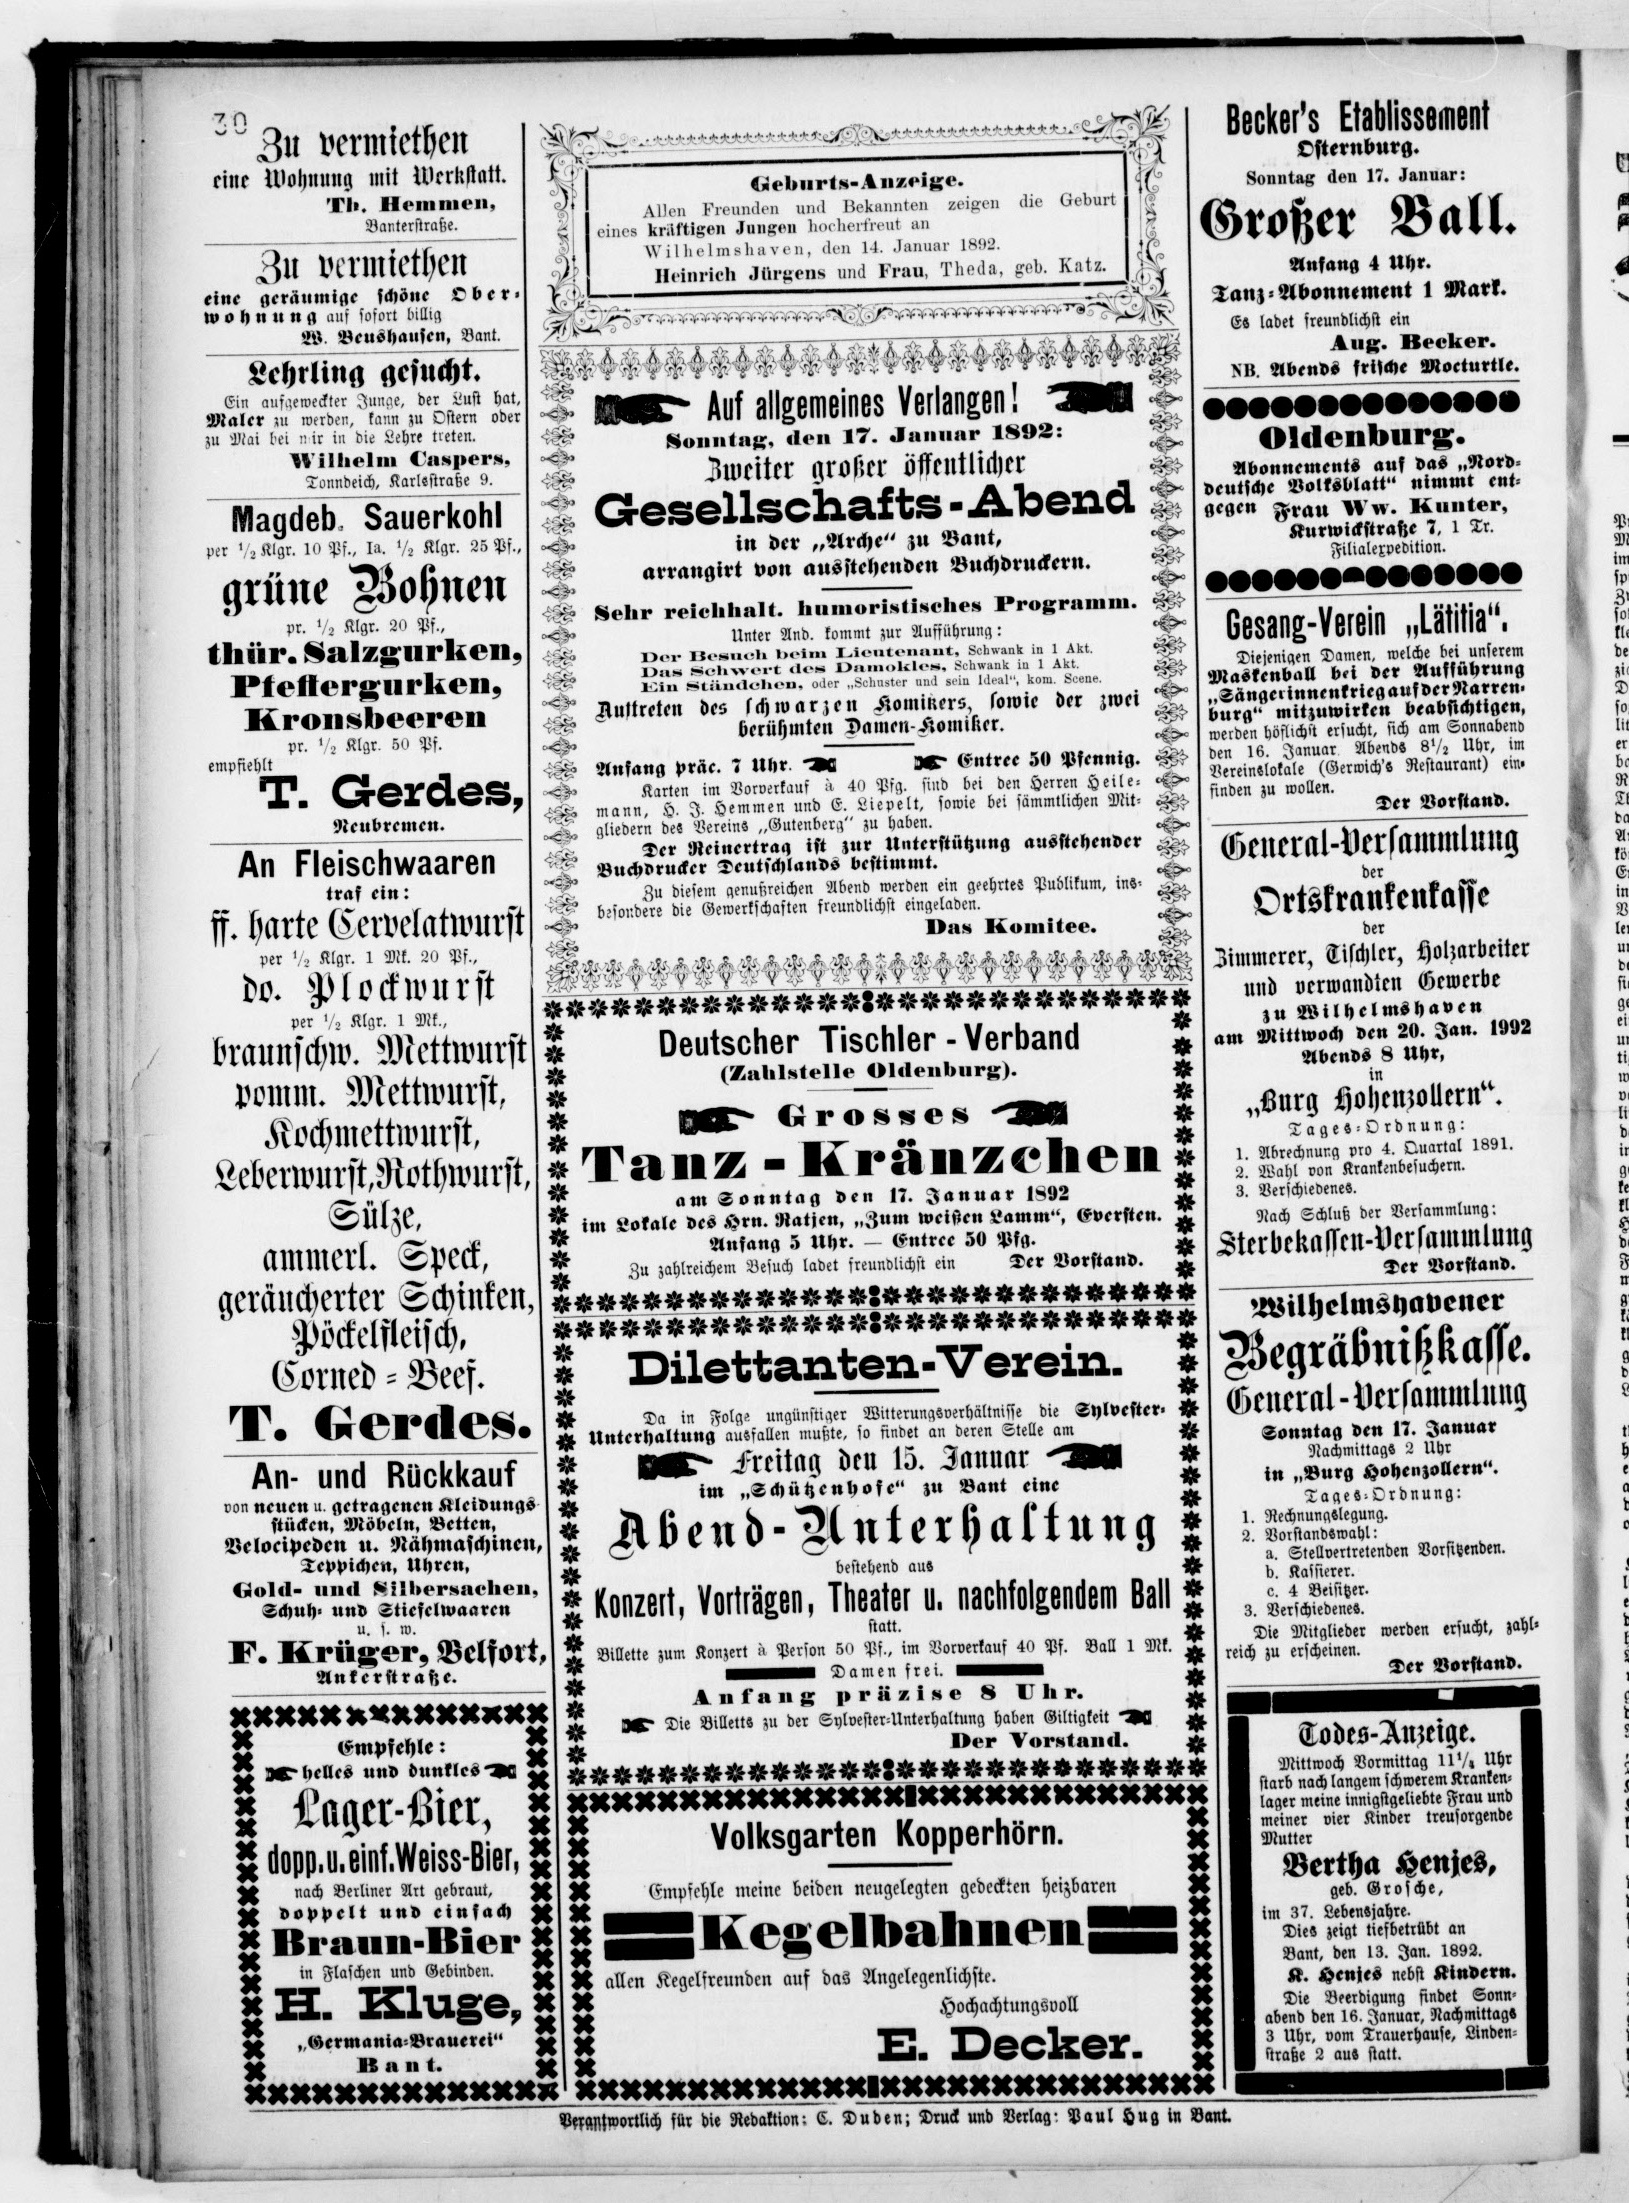 30
Zu vermiethen
eine Wohnung mit Werkstatt.
Th. Hemmen,
Banterstraße.
Zu vermiethen
eine geräumige schöne Ober-
wohnung auf sofort billig
W. Beushausen, Bant.
Lehrling gesucht.
Ein aufgeweckter Junge, der Lust hat,
Maler zu werden, kann zu Ostern oder
zu Mai bei mir in die Lehre treten.
Wilhelm Caspers,
Tonndeich, Karlsstraße 9.
Magdeb. Sauerkohl
per 1/2 Klgr. 10 Pf., Ia. 1/2 Klgr. 25 Pf.,
grüne Bohnen
pr. 1/2 Klgr. 20 Pf.,
thür. Salzgurken,
Pfeffergurken,
Kronsbeeren
pr. 1/2 Klgr. 50 Pf.
empfiehlt
T. Gerdes,
Neubremen.
An Fleischwaaren
traf ein:
ff. harte Cervelatwurst
per 1/2 Klgr. 1 Mk. 20 Pf.,
do. Plockwurst
per 1/2 Klgr. 1 Mk.,
braunschw. Mettwurst
pomm. Mettwurst,
Kochmettwurst,
Leberwurst, Rothwurst,
Sülze,
ammerl. Speck,
geräucherter Schinken,
Pöckelfleisch,
Corned-Beef.
T. Gerdes.
An- und Rückkauf
von neuen u. getragenen Kleidungs-
stücken, Möbeln, Betten,
Velocipeden u. Nähmaschinen,
Teppichen, Uhren,
Gold- und Silbersachen,
Schuh- und Stiefelwaaren
u. s. w.
F. Krüger, Belfort,
Ankerstraße.
Empfehle:
helles und dunkles
Lager-Bier,
dopp. u. einf. Weiss-Bier,
nach Berliner Art gebraut,
doppelt und einfach
Braun-Bier
in Flaschen und Gebinden.
H. Kluge,
„Germania-Brauerei“
Bant.
Geburts-Anzeige.
Allen Freunden und Bekannten zeigen die Geburt
eines kräftigen Jungen hocherfreut an
Wilhelmshaven, den 14. Januar 1892.
Heinrich Jürgens und Frau, Theda, geb. Katz.
Auf allgemeines Verlangen!
Sonntag, den 17. Januar 1892:
Zweiter großer öffentlicher
Gesellschafts-Abend
in der „Arche“ zu Bant,
arrangirt von ausstehenden Buchdruckern.
Sehr reichhalt. humoristisches Programm.
Unter And. kommt zur Aufführung:
Der Besuch beim Lieutenant, Schwank in 1 Akt.
Das Schwert des Damokles, Schwank in 1 Akt.
Ein Ständchen, oder „Schuster und sein Ideal“, kom. Scene.
Auftreten des schwarzen Komikers, sowie der zwei
berühmten Damen-Komiker.
Anfang präc. 7 Uhr. Entree 50 Pfennig.
Karten im Vorverkauf à 40 Pfg. sind bei den Herren Heile-
mann, H. J. Hemmen und E. Liepelt, sowie bei sämmtlichen Mit-
gliedern des Vereins „Gutenberg“ zu haben.
Der Reinertrag ist zur Unterstützung ausstehender
Buchdrucker Deutschlands bestimmt.
Zu diesem genußreichen Abend werden ein geehrtes Publikum, ins-
besondere die Gewerkschaften freundlichst eingeladen.
Das Komitee.
Deutscher Tischler-Verband
(Zahlstelle Oldenburg).
Grosses
Tanz-Kränzchen
am Sonntag den 17. Januar 1892
im Lokale des Hrn. Ratjen, „Zum weißen Lamm“, Eversten.
Anfang 5 Uhr. — Entree 50 Pfg.
Zu zahlreichem Besuch ladet freundlichst ein Der Vorstand.
Dilettanten-Verein.
Da in Folge ungünstiger Witterungsverhältnisse die Sylvester-
Unterhaltung ausfallen mußte, so findet an deren Stelle am
Freitag den 15. Januar
im „Schützenhofe“ zu Bant eine
Abend-Unterhaltung
bestehend aus
Konzert, Vorträgen, Theater u. nachfolgendem Ball
statt.
Billette zum Konzert à Person 50 Pf., im Vorverkauf 40 Pf. Ball 1 Mk.
Damen frei.
Anfang präzise 8 Uhr.
Die Billetts zu der Sylvester-Unterhaltung haben Giltigkeit
Der Vorstand.
Volksgarten Kopperhörn.
Empfehle meine beiden neugelegten gedeckten heizbaren
Kegelbahnen
allen Kegelfreunden auf das Angelegenlichste.
Hochachtungsvoll
E. Decker.
Becker's Etablissement
Osternburg.
Sonntag den 17. Januar:
Großer Ball.
Anfang 4 Uhr.
Tanz-Abonnement 1 Mark.
Es ladet freundlichst ein
Aug. Becker.
NB. Abends frische Mocturtle.
Oldenburg.
Abonnements auf das „Nord-
deutsche Volksblatt“ nimmt ent-
gegen Frau Ww. Kunter,
Kurwickstraße 7, 1 Tr.
Filialexpedition.
Gesang-Verein „Lätitia“.
Diejenigen Damen, welche bei unserem
Maskenball bei der Aufführung
„Sängerinnenkrieg auf der Narren-
burg“ mitzuwirken beabsichtigen,
werden höflichst ersucht, sich am Sonnabend
den 16. Januar Abends 8 1/2 Uhr, im
Vereinslokale (Gerwich's Restaurant) ein-
finden zu wollen.
Der Vorstand.
General-Versammlung
der
Ortskrankenkasse
der
Zimmerer, Tischler, Holzarbeiter
und verwandten Gewerbe
zu Wilhelmshaven
am Mittwoch den 20. Jan. 1992
Abends 8 Uhr,
in
„Burg Hohenzollern“.
Tages-Ordnung:
1. Abrechnung pro 4. Quartal 1891.
2. Wahl von Krankenbesuchern.
3. Verschiedenes.
Nach Schluß der Versammlung:
Sterbekassen-Versammlung
Der Vorstand.
Wilhelmshavener
Begräbnißkasse.
General-Versammlung
Sonntag den 17. Januar
Nachmittags 2 Uhr
in „Burg Hohenzollern“.
Tages-Ordnung:
1. Rechnungslegung.
2. Vorstandswahl:
a. Stellvertretenden Vorsitzenden.
b. Kassierer.
c. 4 Beisitzer.
3. Verschiedenes.
Die Mitglieder werden ersucht, zahl-
reich zu erscheinen.
Der Vorstand.
Todes-Anzeige.
Mittwoch Vormittag Uhr
starb nach langem schwerem Kranken-
lager meine innigstgeliebte Frau und
meiner vier Kinder treusorgende
Mutter
Bertha Henjes,
geb. Grosche,
im 37. Lebensjahre.
Dies zeigt tiefbetrübt an
Bant, den 13. Jan. 1892.
K. Henjes nebst Kindern.
Die Beerdigung findet Sonn-
abend den 16. Januar, Nachmittags
3 Uhr, vom Trauerhause, Linden-
straße 2 aus statt.
Verantwortlich für die Redaktion: C. Duden; Druck und Verlag: Paul Hug in Bant.